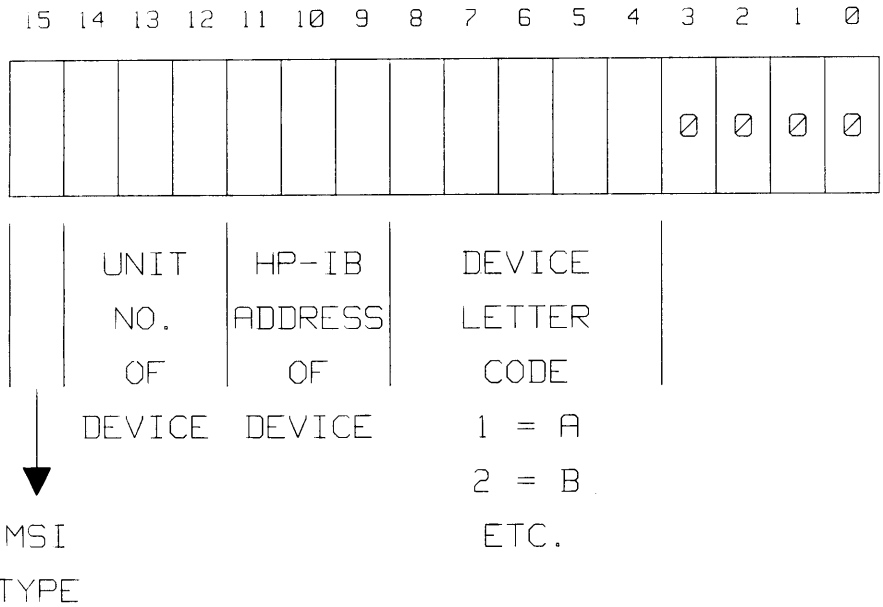 15 14 13 12 11 10 9 8 7 6 5 4 3 2 1 0
0 0 0 0
UNIT
NO.
OF
DEVICE
HP-IB
ADDRESS
OF
DEVICE
DEVICE
LETTER
CODE
1 = A
2 = B
ETC.
MSI
TYPE